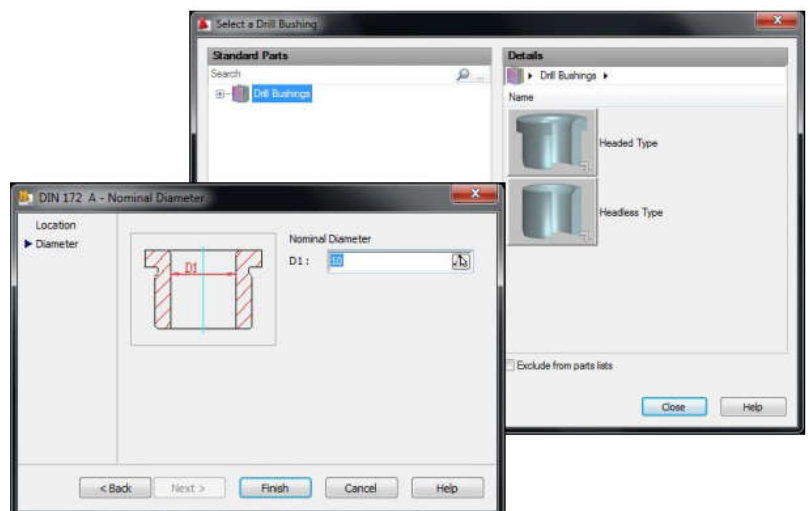 Select a Drill Bushing
Standard Parts
Search
...
Drill Bushings
Details
Drill Bushings
Name
Headed Type
Headless Type
Exclude from parts lists
Close
Help
DIN 172 A - Nominal Diameter
Location
Diameter
D1
Nominal Diameter
D1 :
10
< Back
Next >
Finish
Cancel
Help